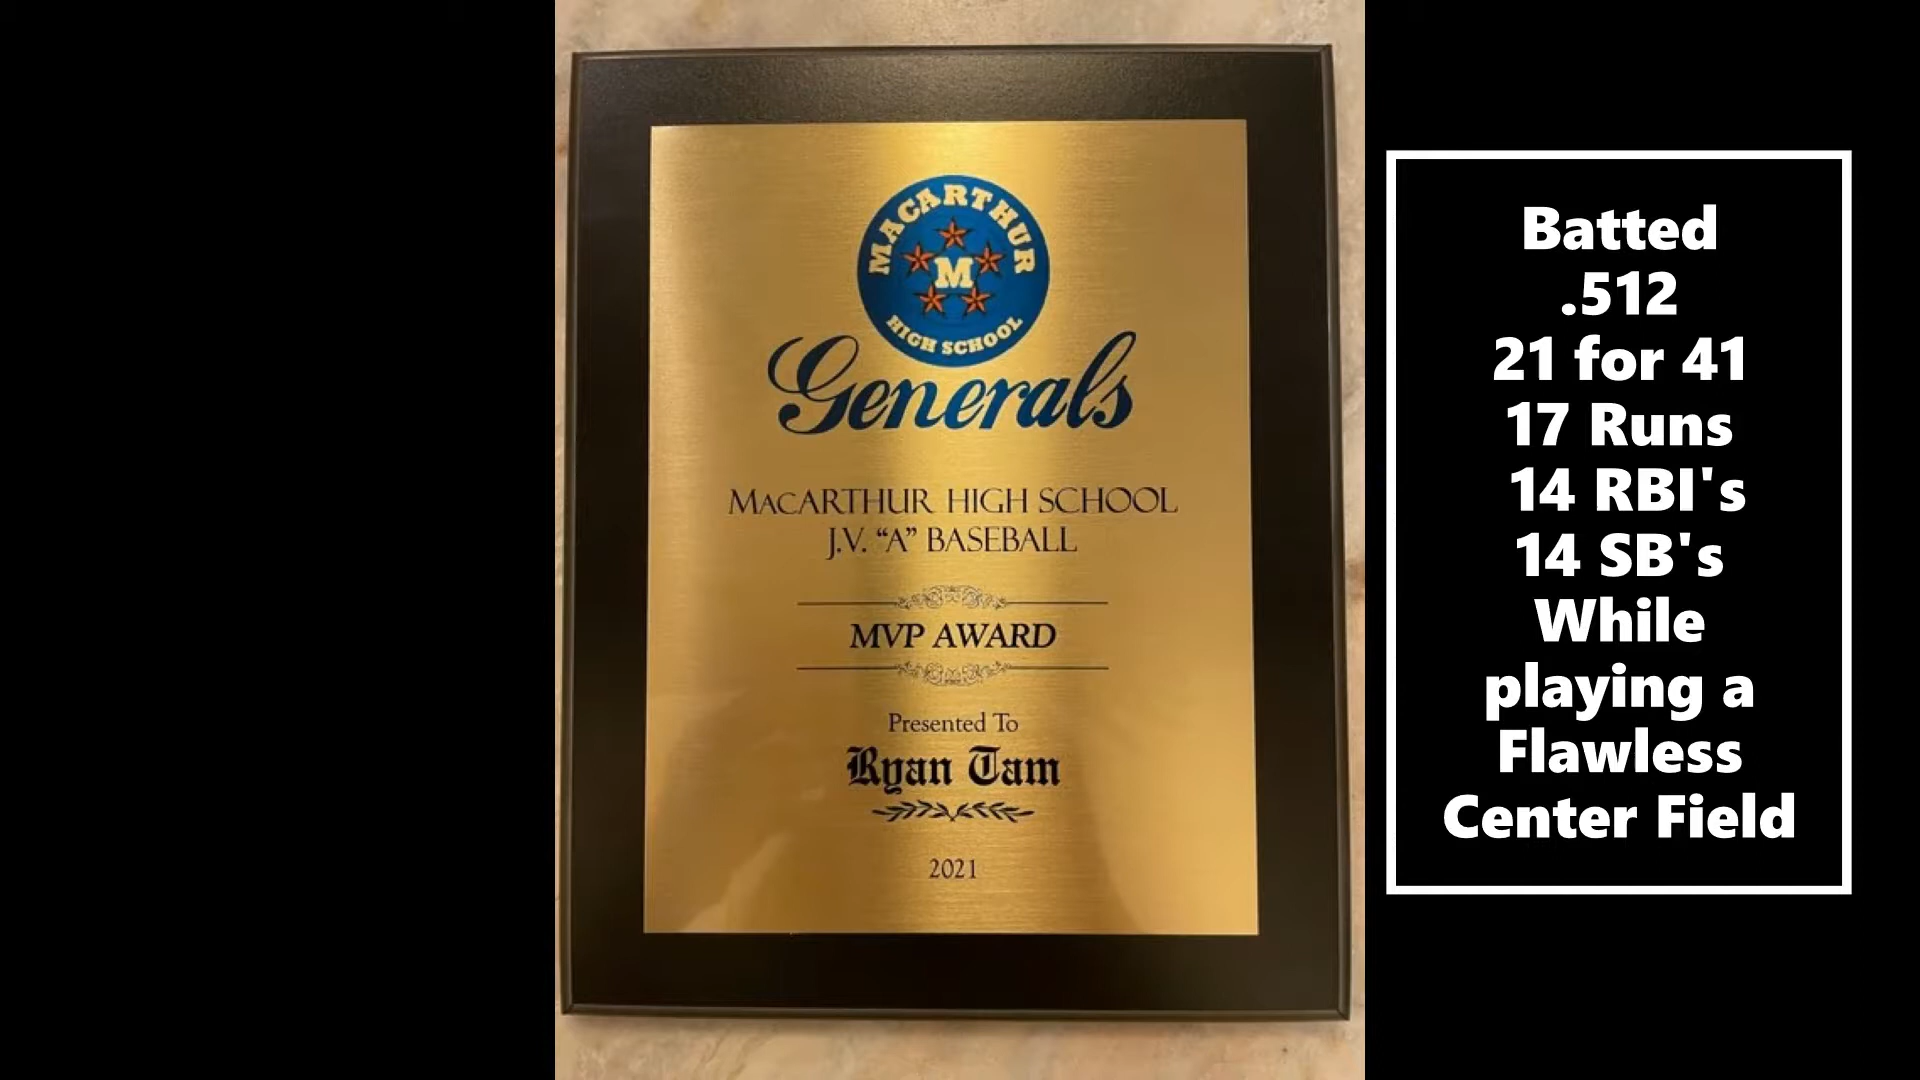 MACARTHUR
M
HIGH SCHOOL
Generals
MACARTHUR HIGH SCHOOL
J.V. “A” BASEBALL
MVP AWARD
Presented To
Ryan Tam
2021
Batted
.512
21 for 41
17 Runs
14 RBI's
14 SB's
While
playing a
Flawless
Center Field